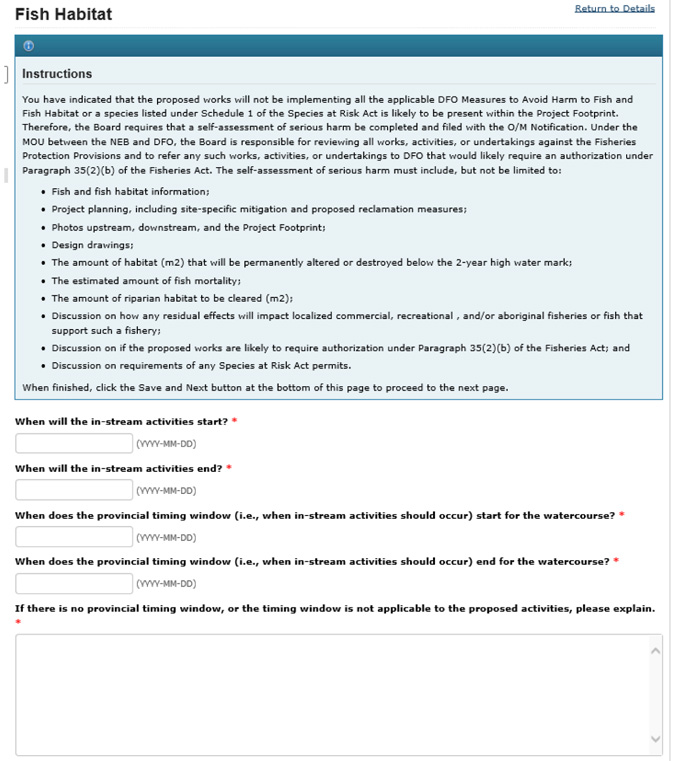 Fish Habitat
Return to Details
Instructions
You have indicated that the proposed works will not be implementing all the applicable DFO Measures to Avoid Harm to Fish and
Fish Habitat or a species listed under Schedule 1 of the Species at Risk Act is likely to be present within the Project Footprint.
Therefore, the Board requires that a self-assessment of serious harm be completed and filed with the O/M Notification. Under the
MOU between the NEB and DFO, the Board is responsible for reviewing all works, activities, or undertakings against the Fisheries
Protection Provisions and to refer any such works, activities, or undertakings to DFO that would likely require an authorization under
Paragraph 35(2)(b) of the Fisheries Act. The self-assessment of serious harm must include, but not be limited to:
• Fish and fish habitat information;
• Project planning, including site-specific mitigation and proposed reclamation measures;
• Photos upstream, downstream, and the Project Footprint;
• Design drawings;
• The amount of habitat (m2) that will be permanently altered or destroyed below the 2-year high water mark;
• The estimated amount of fish mortality;
• The amount of riparian habitat to be cleared (m2);
• Discussion on how any residual effects will impact localized commercial, recreational , and/or aboriginal fisheries or fish that
support such a fishery;
• Discussion on if the proposed works are likely to require authorization under Paragraph 35(2)(b) of the Fisheries Act; and
• Discussion on requirements of any Species at Risk Act permits.
When finished, click the Save and Next button at the bottom of this page to proceed to the next page.
When will the in-stream activities start? *
(YYYY-MM-DD)
When will the in-stream activities end? *
(YYYY-MM-DD)
When does the provincial timing window (i.e., when in-stream activities should occur) start for the watercourse? *
(YYYY-MM-DD)
When does the provincial timing window (i.e., when in-stream activities should occur) end for the watercourse? *
(YYYY-MM-DD)
If there is no provincial timing window, or the timing window is not applicable to the proposed activities, please explain.
*